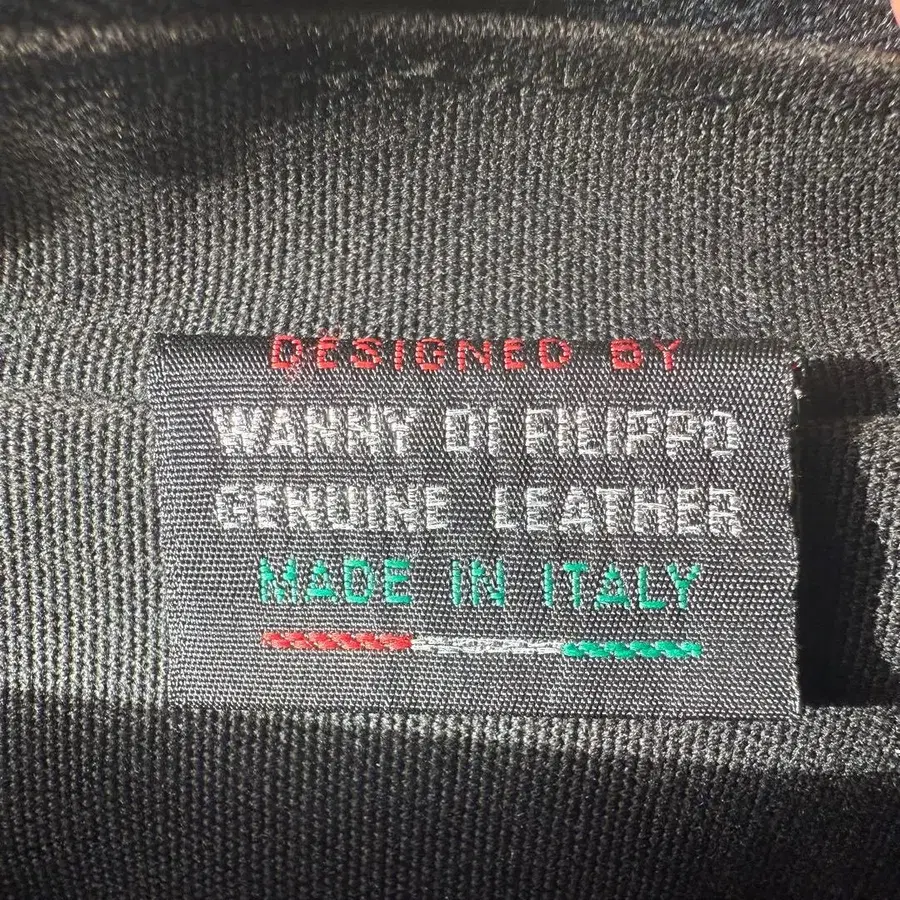 DESIGNED BY
WANNY DI FILIPPO
GENUINE LEATHER
MADE IN ITALY